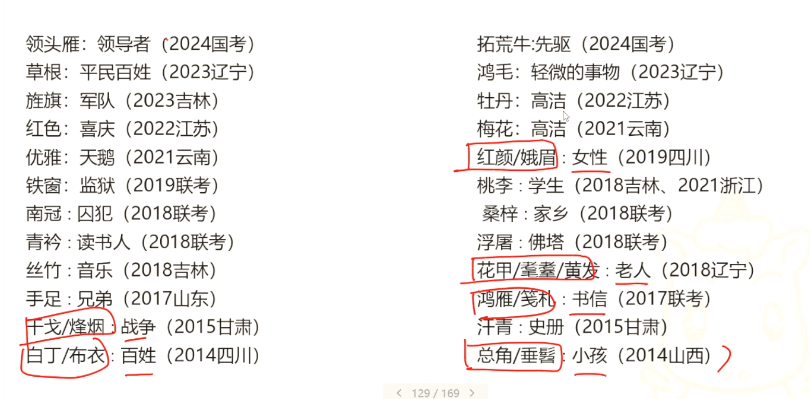 领头雁：领导者（2024国考）
草根：平民百姓（2023辽宁）
旌旗：军队（2023吉林）
红色：喜庆（2022江苏）
优雅：天鹅（2021云南）
铁窗：监狱（2019联考）
南冠：囚犯（2018联考）
青衿：读书人（2018联考）
丝竹：音乐（2018吉林）
手足：兄弟（2017山东）
干戈/烽烟：战争（2015甘肃）
白丁/布衣：百姓（2014四川）
拓荒牛:先驱（2024国考）
鸿毛：轻微的事物（2023辽宁）
牡丹：高洁（2022江苏）
梅花：高洁（2021云南）
红颜/娥眉：女性（2019四川）
桃李：学生（2018吉林、2021浙江）
桑梓：家乡（2018联考）
浮屠：佛塔（2018联考）
花甲/耄耋/黄发：老人（2018辽宁）
鸿雁/笺札：书信（2017联考）
汗青：史册（2015甘肃）
总角/垂髫：小孩（2014山西）
129 / 169